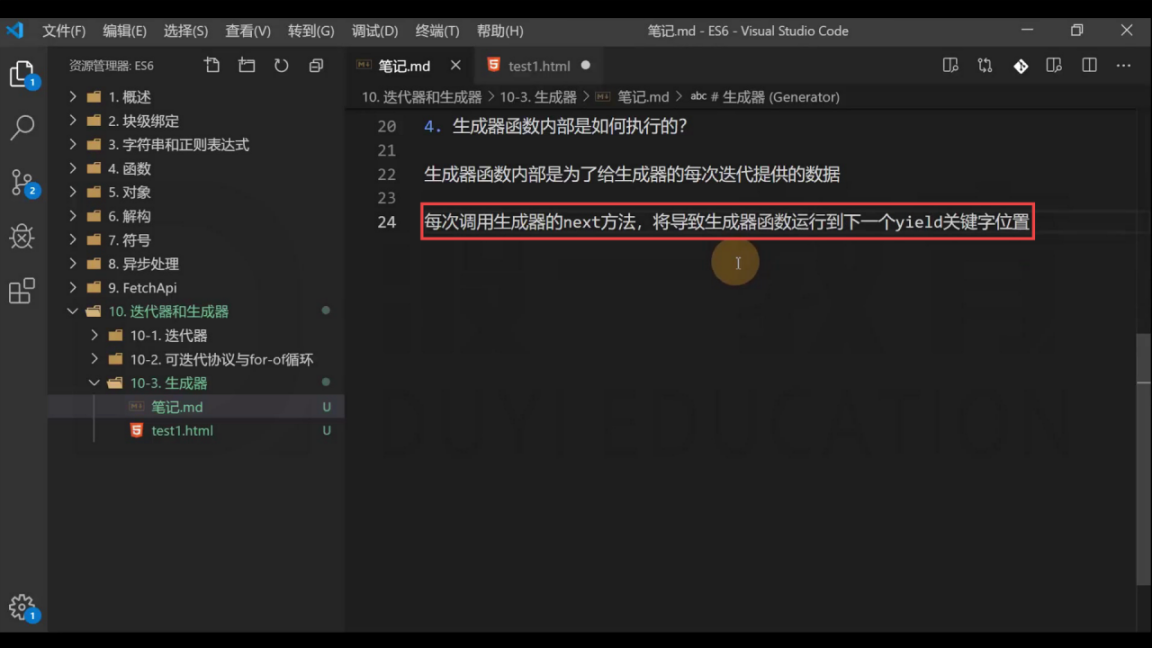 文件(F) 编辑(E) 选择(S) 查看(V) 转到(G) 调试(D) 终端(T) 帮助(H) 笔记.md - ES6 - Visual Studio Code
资源管理器: ES6
笔记.md
test1.html
1
2
1
1. 概述
2. 块级绑定
3. 字符串和正则表达式
4. 函数
5. 对象
6. 解构
7. 符号
8. 异步处理
9. FetchApi
10. 迭代器和生成器
10-1. 迭代器
10-2. 可迭代协议与for-of循环
10-3. 生成器
笔记.md U
test1.html U
10. 迭代器和生成器 > 10-3. 生成器 > 笔记.md > abc # 生成器 (Generator)
20 4. 生成器函数内部是如何执行的?
21
22 生成器函数内部是为了给生成器的每次迭代提供的数据
23
24 每次调用生成器的next方法，将导致生成器函数运行到下一个yield关键字位置
DUYI EDUCATION